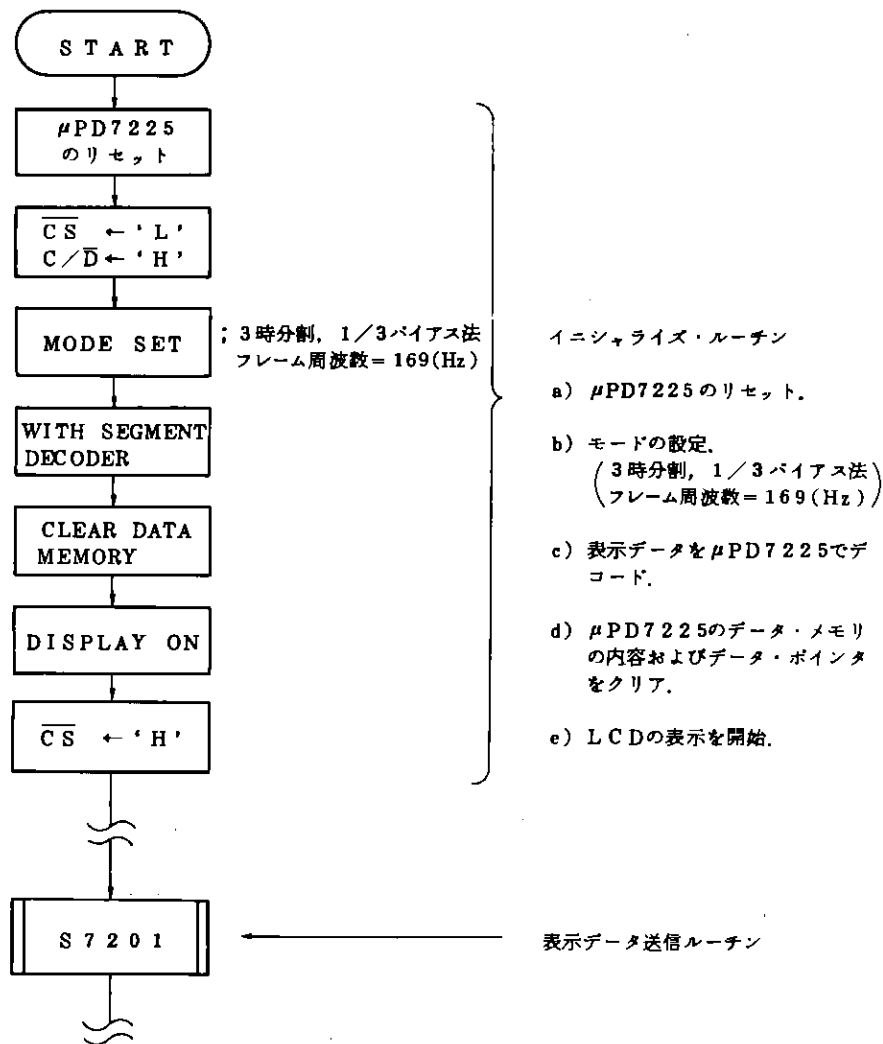 START
μPD7225
のリセット
C̅S̅ ←'L'
C/D̅←'H'
MODE SET
; 3時分割, 1/3バイアス法
フレーム周波数=169(Hz)
WITH SEGMENT
DECODER
CLEAR DATA
MEMORY
DISPLAY ON
C̅S̅ ←'H'
イニシャライズ・ルーチン
a) μPD7225のリセット.
b) モードの設定.
(3時分割, 1/3バイアス法
フレーム周波数=169(Hz))
c) 表示データをμPD7225でデ
コード.
d) μPD7225のデータ・メモリ
の内容およびデータ・ポインタ
をクリア.
e) LCDの表示を開始.
S7201
表示データ送信ルーチン